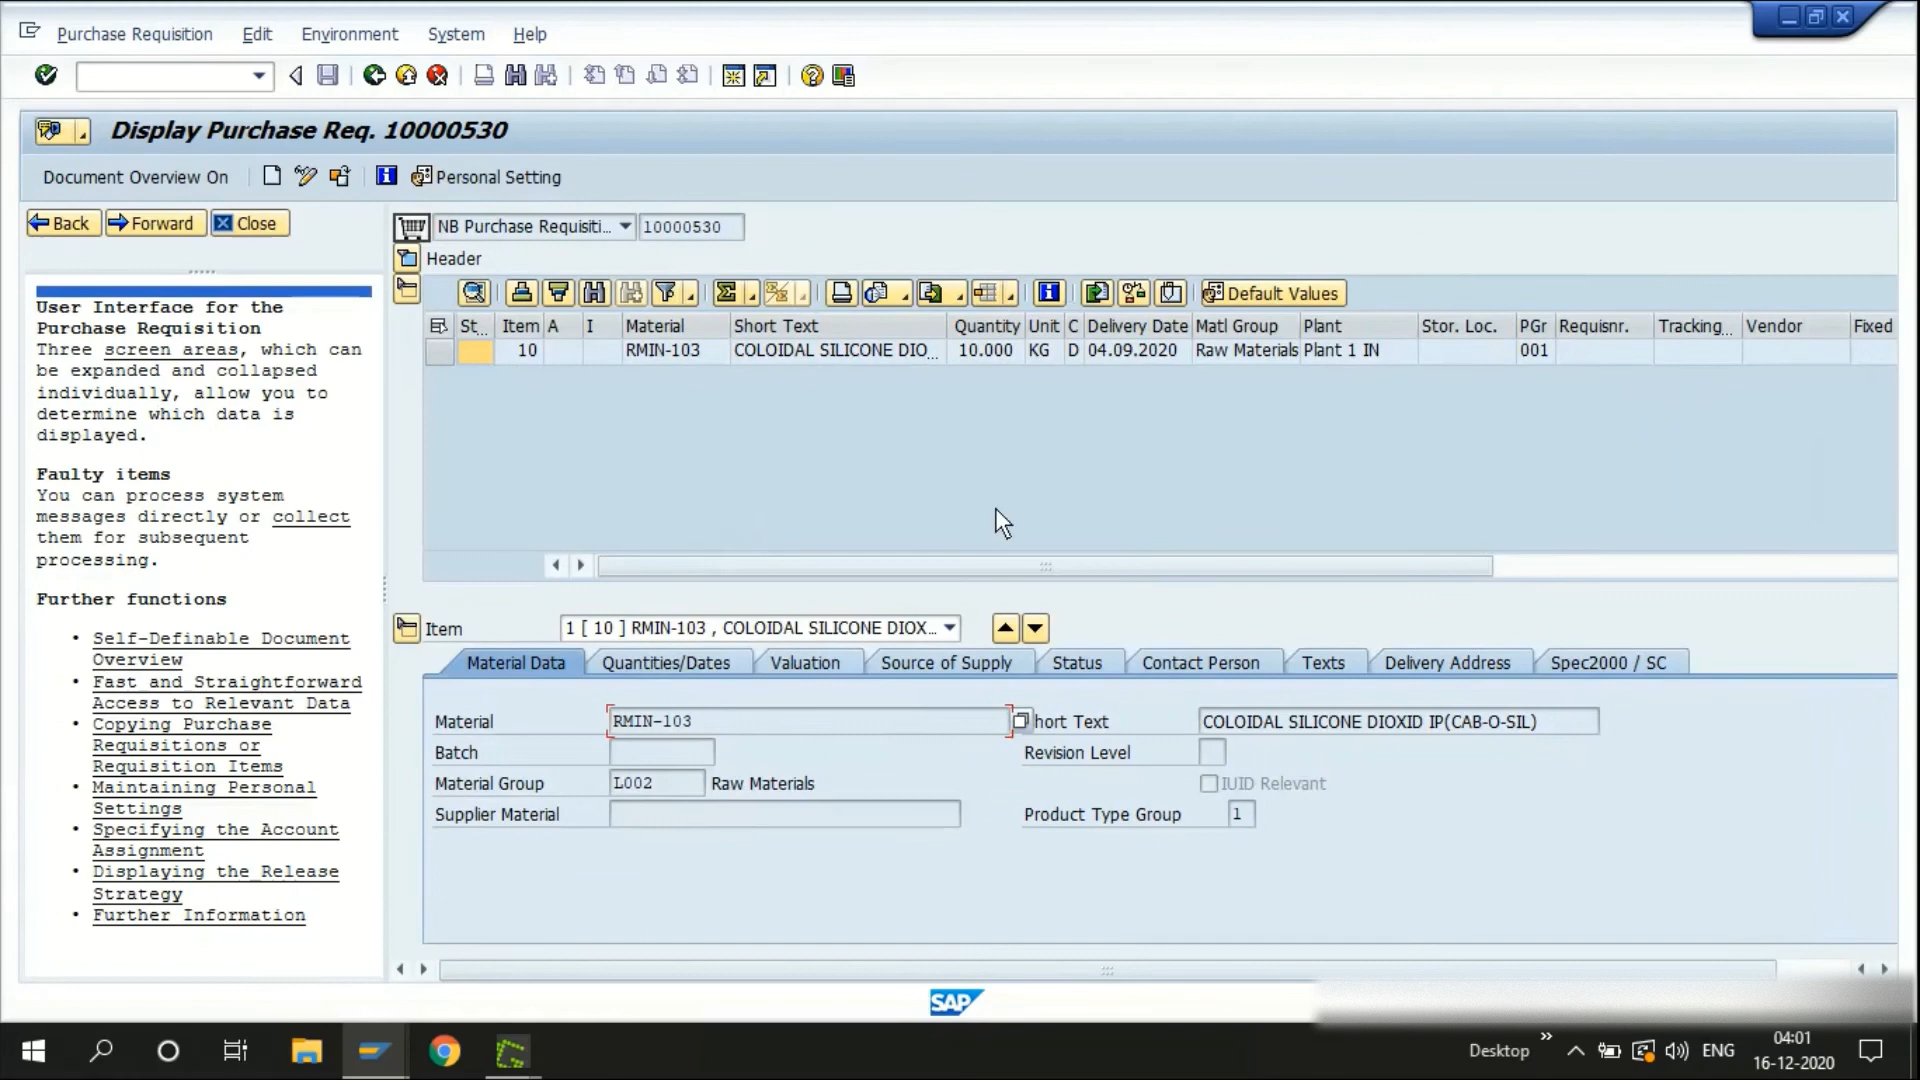 Purchase Requisition Edit Environment System Help
Display Purchase Req. 10000530
Document Overview On Personal Setting
Back Forward Close
NB Purchase Requisiti... 10000530
Header
Default Values
St... Item A I Material Short Text Quantity Unit C Delivery Date Matl Group Plant Stor. Loc. PGr Requisnr. Tracking... Vendor Fixed
10 RMIN-103 COLOIDAL SILICONE DIO... 10.000 KG D 04.09.2020 Raw Materials Plant 1 IN 001
User Interface for the
Purchase Requisition
Three screen areas, which can
be expanded and collapsed
individually, allow you to
determine which data is
displayed.
Faulty items
You can process system
messages directly or collect
them for subsequent
processing.
Further functions
• Self-Definable Document
Overview
• Fast and Straightforward
Access to Relevant Data
• Copying Purchase
Requisitions or
Requisition Items
• Maintaining Personal
Settings
• Specifying the Account
Assignment
• Displaying the Release
Strategy
• Further Information
Item 1 [ 10 ] RMIN-103 , COLOIDAL SILICONE DIOX...
Material Data Quantities/Dates Valuation Source of Supply Status Contact Person Texts Delivery Address Spec2000 / SC
Material RMIN-103 hort Text COLOIDAL SILICONE DIOXID IP(CAB-O-SIL)
Batch Revision Level
Material Group L002 Raw Materials IUID Relevant
Supplier Material Product Type Group 1
SAP
Desktop ENG 04:01
16-12-2020